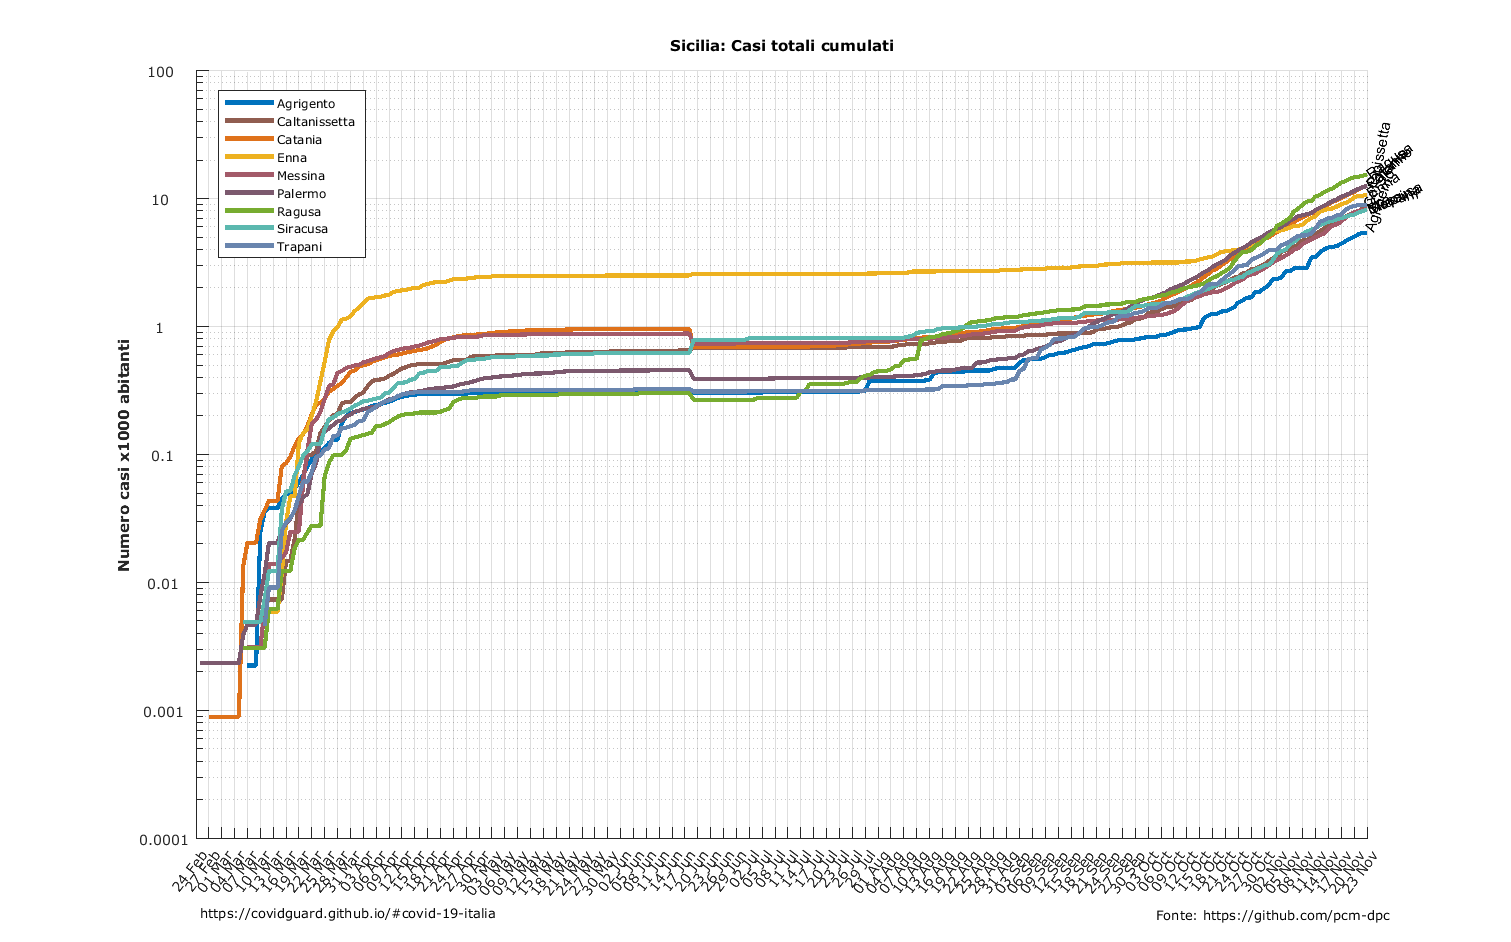 Sicilia: Casi totali cumulati
100
10
1
0.1
0.01
0.001
0.0001
Numero casi x1000 abitanti
Agrigento
Caltanissetta
Catania
Enna
Messina
Palermo
Ragusa
Siracusa
Trapani
24 Feb
27 Feb
01 Mar
04 Mar
07 Mar
10 Mar
13 Mar
16 Mar
19 Mar
22 Mar
25 Mar
28 Mar
31 Mar
03 Apr
06 Apr
09 Apr
12 Apr
15 Apr
18 Apr
21 Apr
24 Apr
27 Apr
30 Apr
03 May
06 May
09 May
12 May
15 May
18 May
21 May
24 May
27 May
30 May
02 Jun
05 Jun
08 Jun
11 Jun
14 Jun
17 Jun
20 Jun
23 Jun
26 Jun
29 Jun
02 Jul
05 Jul
08 Jul
11 Jul
14 Jul
17 Jul
20 Jul
23 Jul
26 Jul
29 Jul
01 Aug
04 Aug
07 Aug
10 Aug
13 Aug
16 Aug
19 Aug
22 Aug
25 Aug
28 Aug
31 Aug
03 Sep
06 Sep
09 Sep
12 Sep
15 Sep
18 Sep
21 Sep
24 Sep
27 Sep
30 Sep
03 Oct
06 Oct
09 Oct
12 Oct
15 Oct
18 Oct
21 Oct
24 Oct
27 Oct
30 Oct
02 Nov
05 Nov
08 Nov
11 Nov
14 Nov
17 Nov
20 Nov
23 Nov
https://covidguard.github.io/#covid-19-italia
Fonte: https://github.com/pcm-dpc